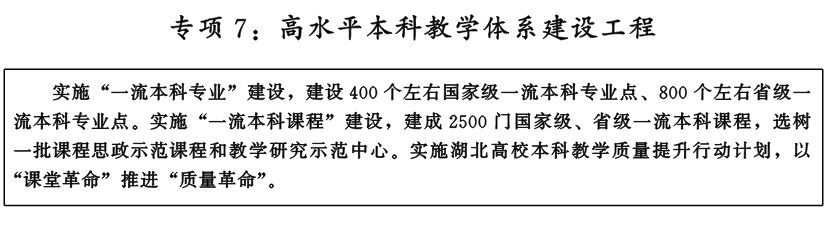 专项 7：高水平本科教学体系建设工程
实施“一流本科专业”建设，建设 400 个左右国家级一流本科专业点、800 个左右省级一
流本科专业点。实施“一流本科课程”建设，建成 2500 门国家级、省级一流本科课程，选树
一批课程思政示范课程和教学研究示范中心。实施湖北高校本科教学质量提升行动计划，以
“课堂革命”推进“质量革命”。